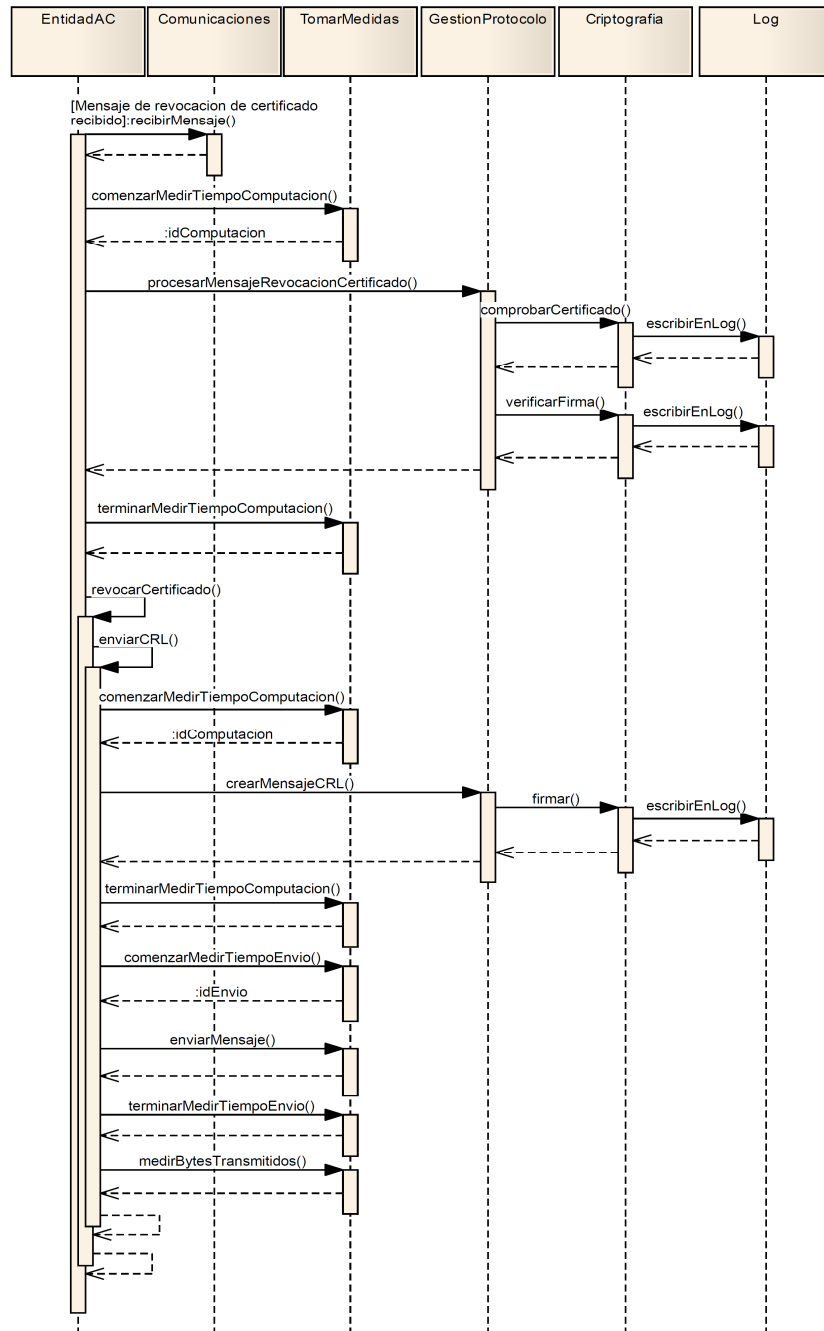 EntidadAC Comunicaciones TomarMedidas GestionProtocolo Criptografia Log
[Mensaje de revocacion de certificado
recibido]:recibirMensaje()
comenzarMedirTiempoComputacion()
:idComputacion
procesarMensajeRevocacionCertificado()
comprobarCertificado()
escribirEnLog()
verificarFirma()
escribirEnLog()
terminarMedirTiempoComputacion()
revocarCertificado()
enviarCRL()
comenzarMedirTiempoComputacion()
:idComputacion
crearMensajeCRL()
firmar()
escribirEnLog()
terminarMedirTiempoComputacion()
comenzarMedirTiempoEnvio()
:idEnvio
enviarMensaje()
terminarMedirTiempoEnvio()
medirBytesTransmitidos()